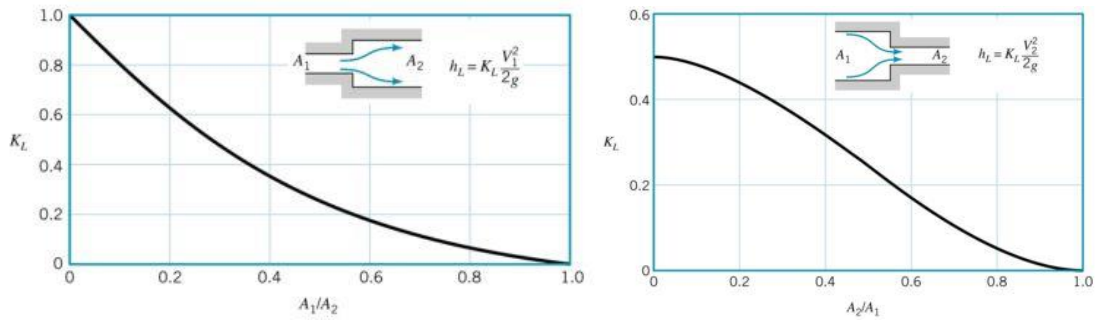 1.0
0.8
0.6
K_L
0.4
0.2
0
A_1
A_2
h_L = K_L V_1^2/2g
0 0.2 0.4 0.6 0.8 1.0
A_1/A_2
0.6
0.4
K_L
0.2
0
A_1
A_2
h_L = K_L V_2^2/2g
0 0.2 0.4 0.6 0.8 1.0
A_2/A_1